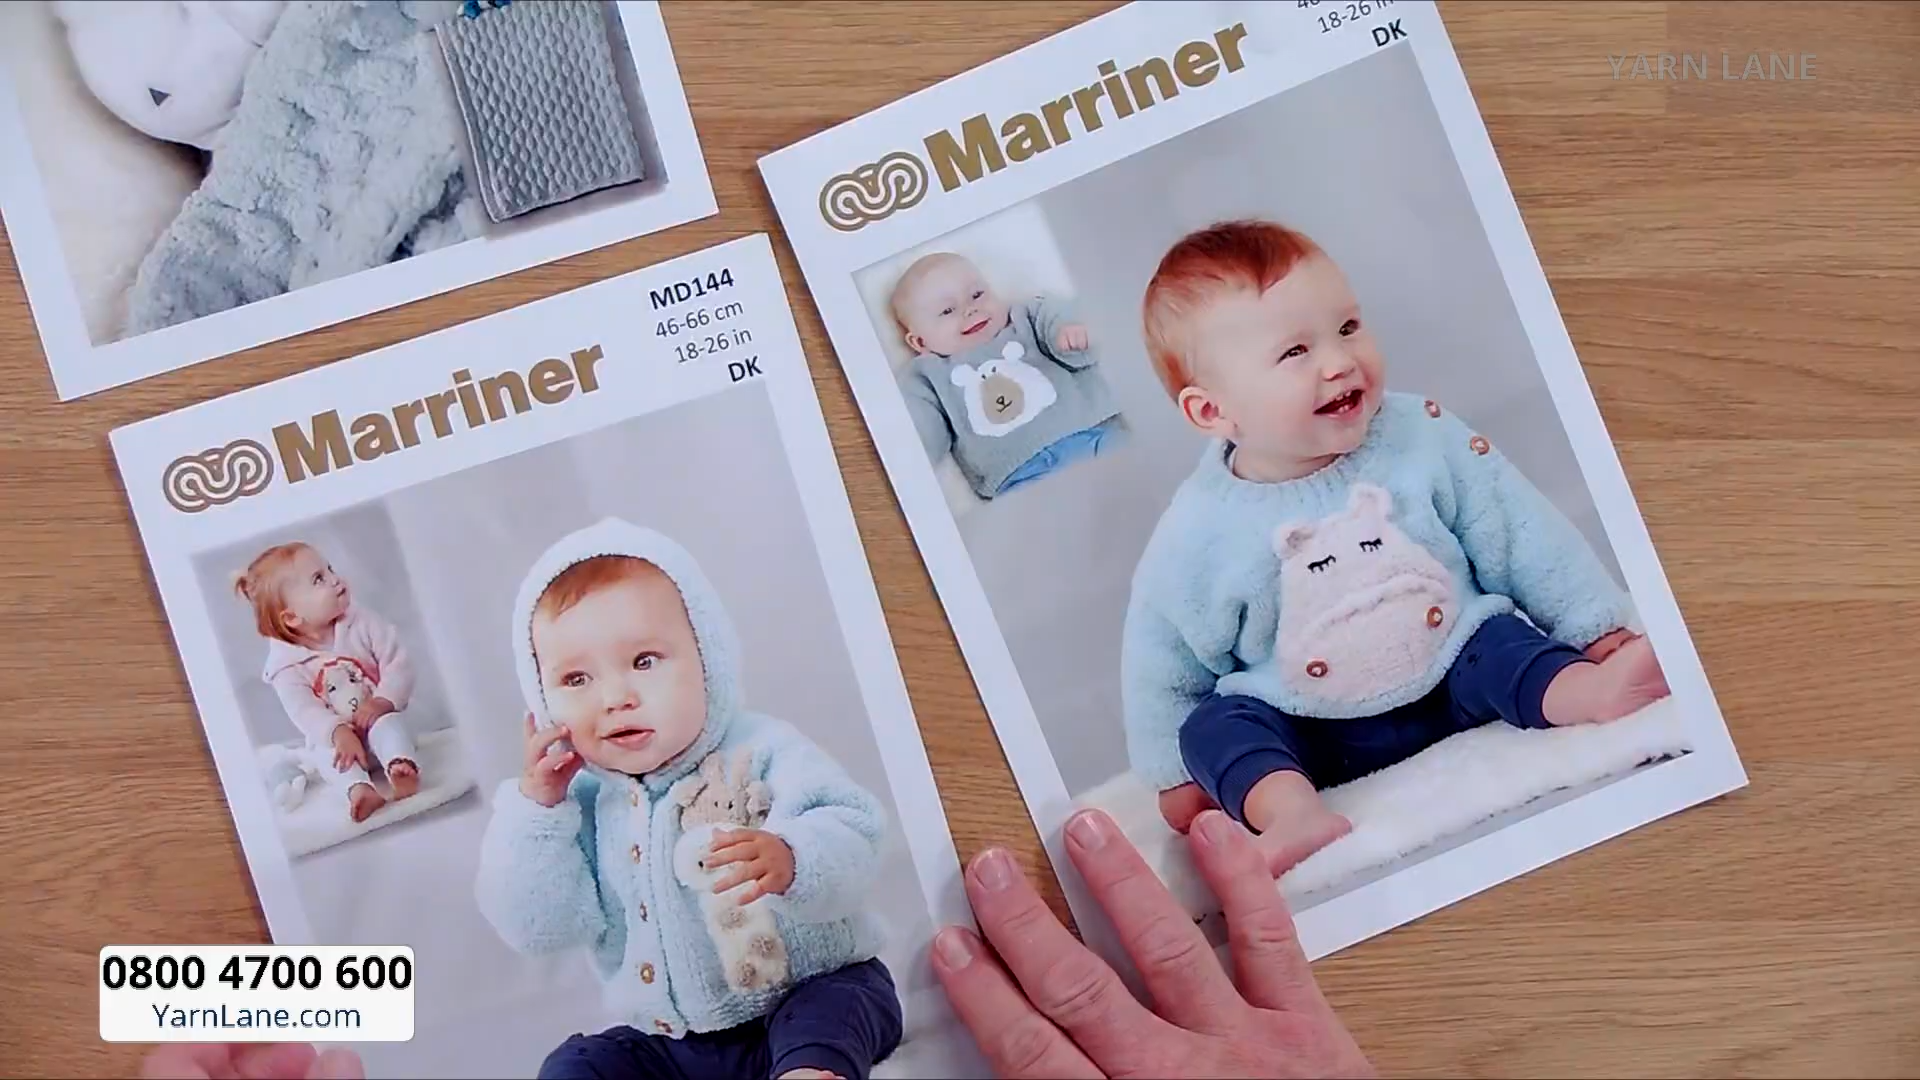 18-26 in
DK
Marriner
YARN LANE
MD144
46-66 cm
18-26 in
DK
Marriner
0800 4700 600
YarnLane.com